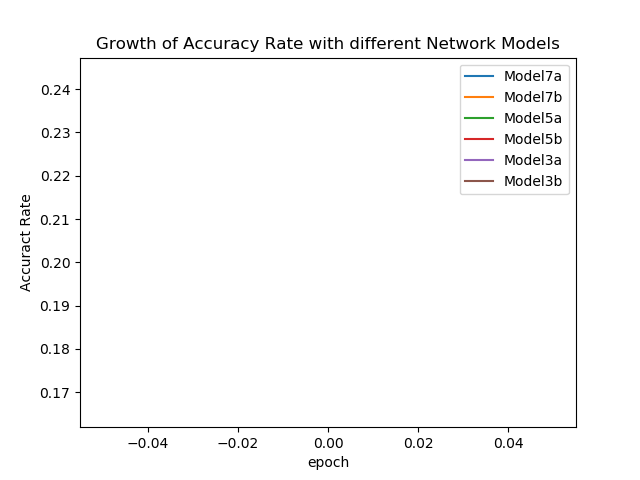 Growth of Accuracy Rate with different Network Models
Model7a
Model7b
Model5a
Model5b
Model3a
Model3b
Accuract Rate
0.24
0.23
0.22
0.21
0.20
0.19
0.18
0.17
−0.04 −0.02 0.00 0.02 0.04
epoch